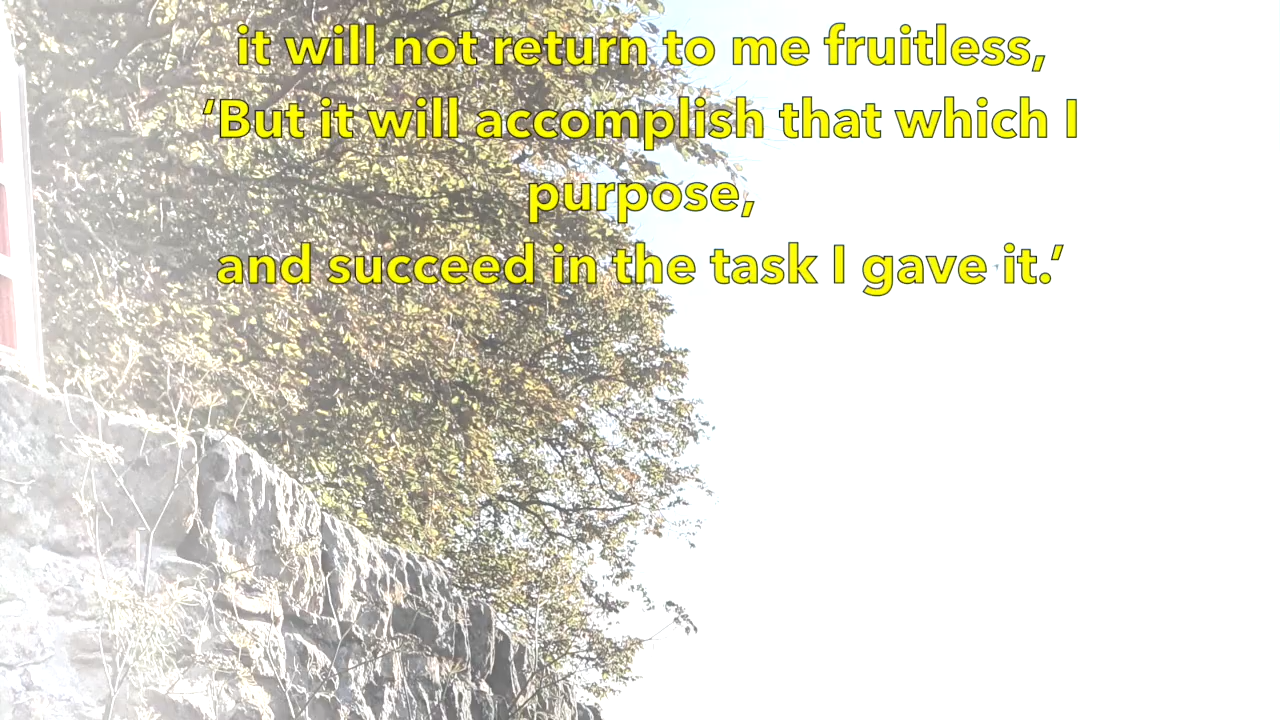 it will not return to me fruitless,
‘But it will accomplish that which I
purpose,
and succeed in the task I gave it.’